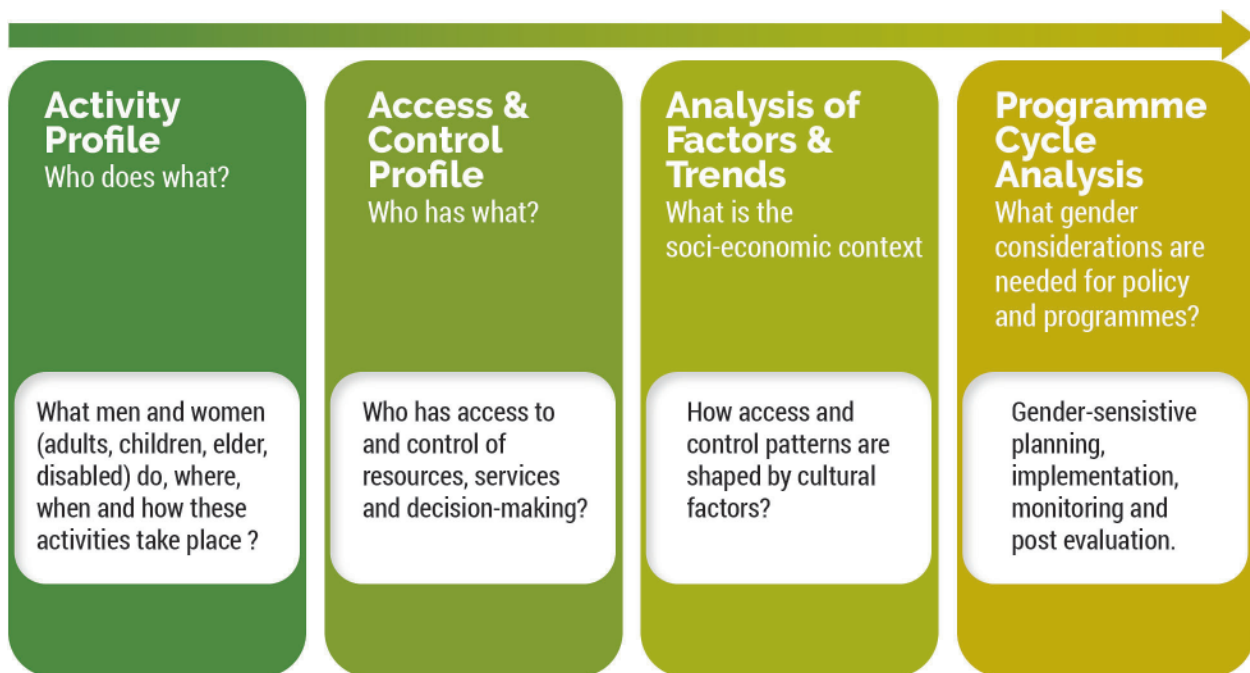 Activity
Profile
Who does what?
What men and women
(adults, children, elder,
disabled) do, where,
when and how these
activities take place ?
Access &
Control
Profile
Who has what?
Who has access to
and control of
resources, services
and decision-making?
Analysis of
Factors &
Trends
What is the
soci-economic context
How access and
control patterns are
shaped by cultural
factors?
Programme
Cycle
Analysis
What gender
considerations are
needed for policy
and programmes?
Gender-sensistive
planning,
implementation,
monitoring and
post evaluation.